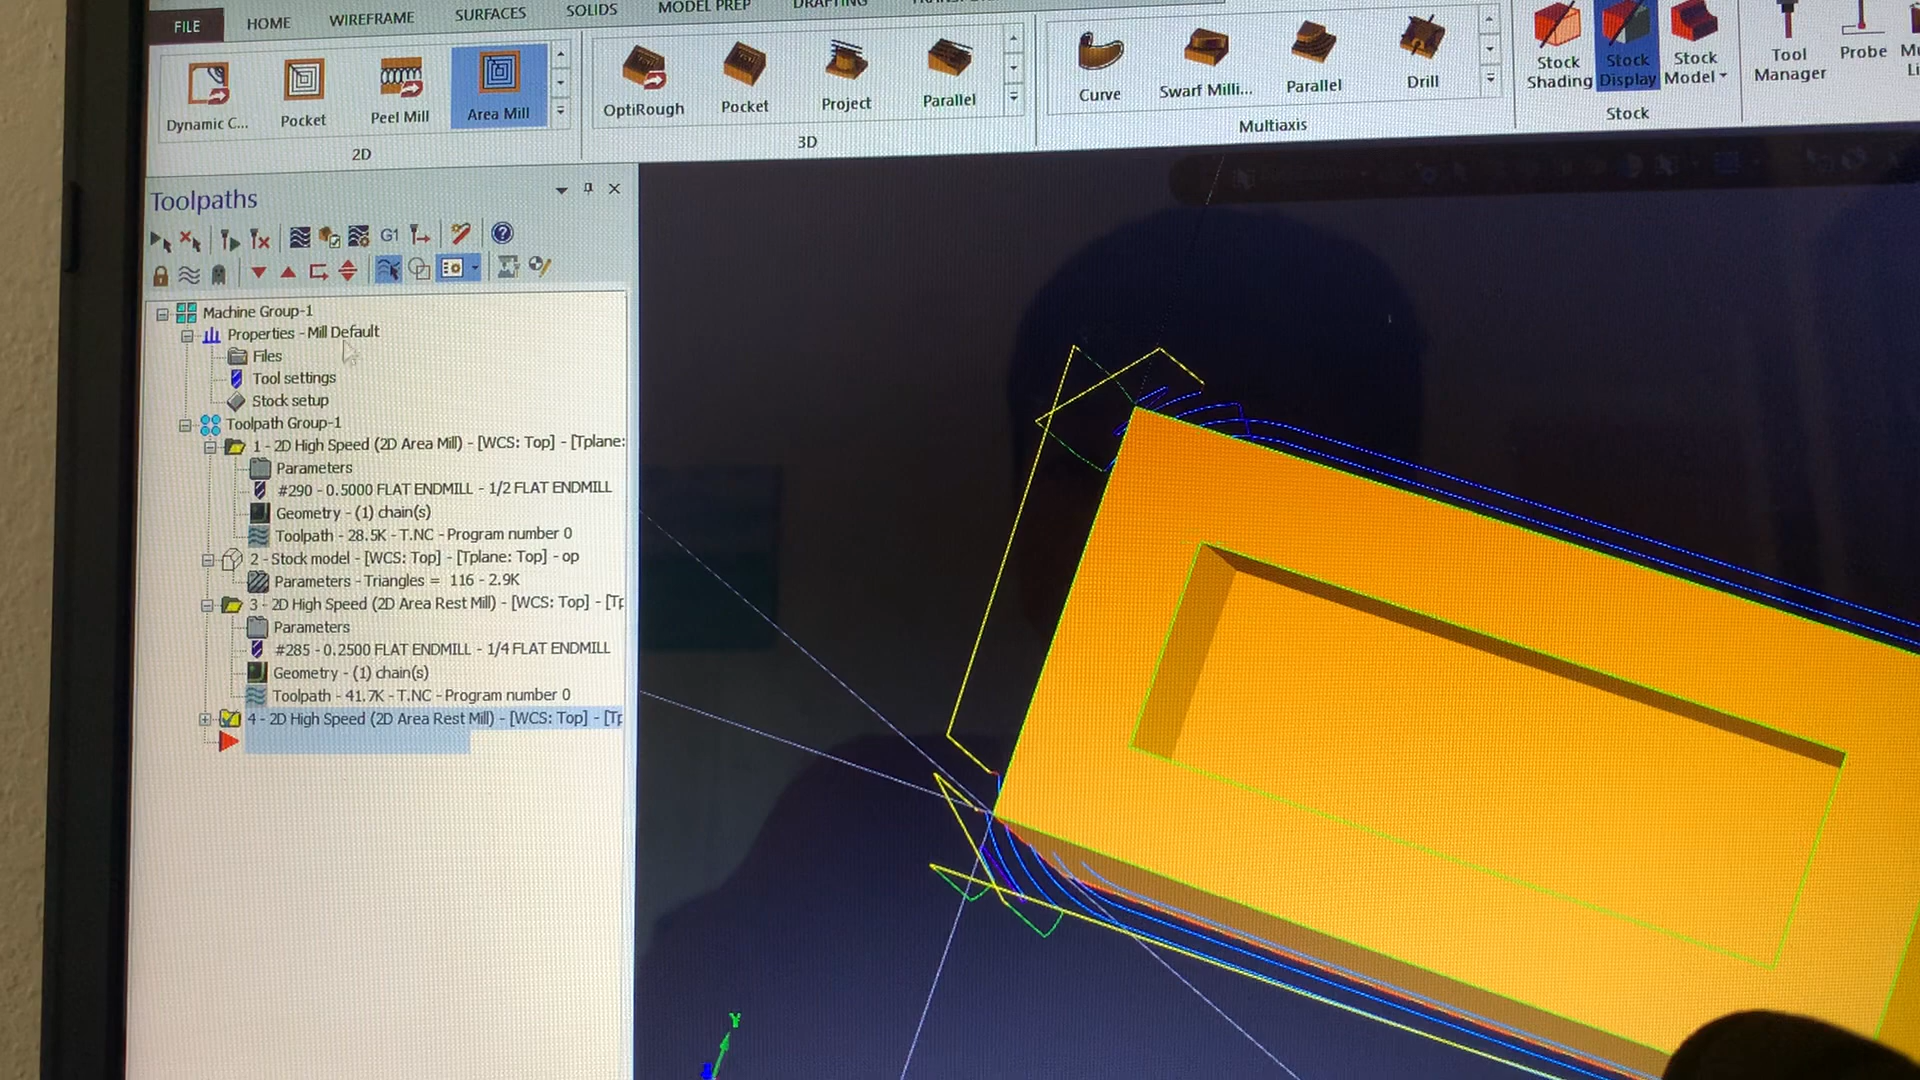 FILE HOME WIREFRAME SURFACES SOLIDS MODEL PREP DRAFTING
Dynamic C... Pocket Peel Mill Area Mill
2D
OptiRough Pocket Project Parallel
3D
Curve Swarf Milli... Parallel Drill
Multiaxis
Stock Shading
Stock Display
Stock Model
Stock
Tool Manager
Probe
Toolpaths
G1
Machine Group-1
Properties - Mill Default
Files
Tool settings
Stock setup
Toolpath Group-1
1 - 2D High Speed (2D Area Mill) - [WCS: Top] - [Tplane:
Parameters
#290 - 0.5000 FLAT ENDMILL - 1/2 FLAT ENDMILL
Geometry - (1) chain(s)
Toolpath - 28.5K - T.NC - Program number 0
2 - Stock model - [WCS: Top] - [Tplane: Top] - op
Parameters - Triangles = 116 - 2.9K
3 - 2D High Speed (2D Area Rest Mill) - [WCS: Top] - [Tp
Parameters
#285 - 0.2500 FLAT ENDMILL - 1/4 FLAT ENDMILL
Geometry - (1) chain(s)
Toolpath - 41.7K - T.NC - Program number 0
4 - 2D High Speed (2D Area Rest Mill) - [WCS: Top] - [Tp
Y